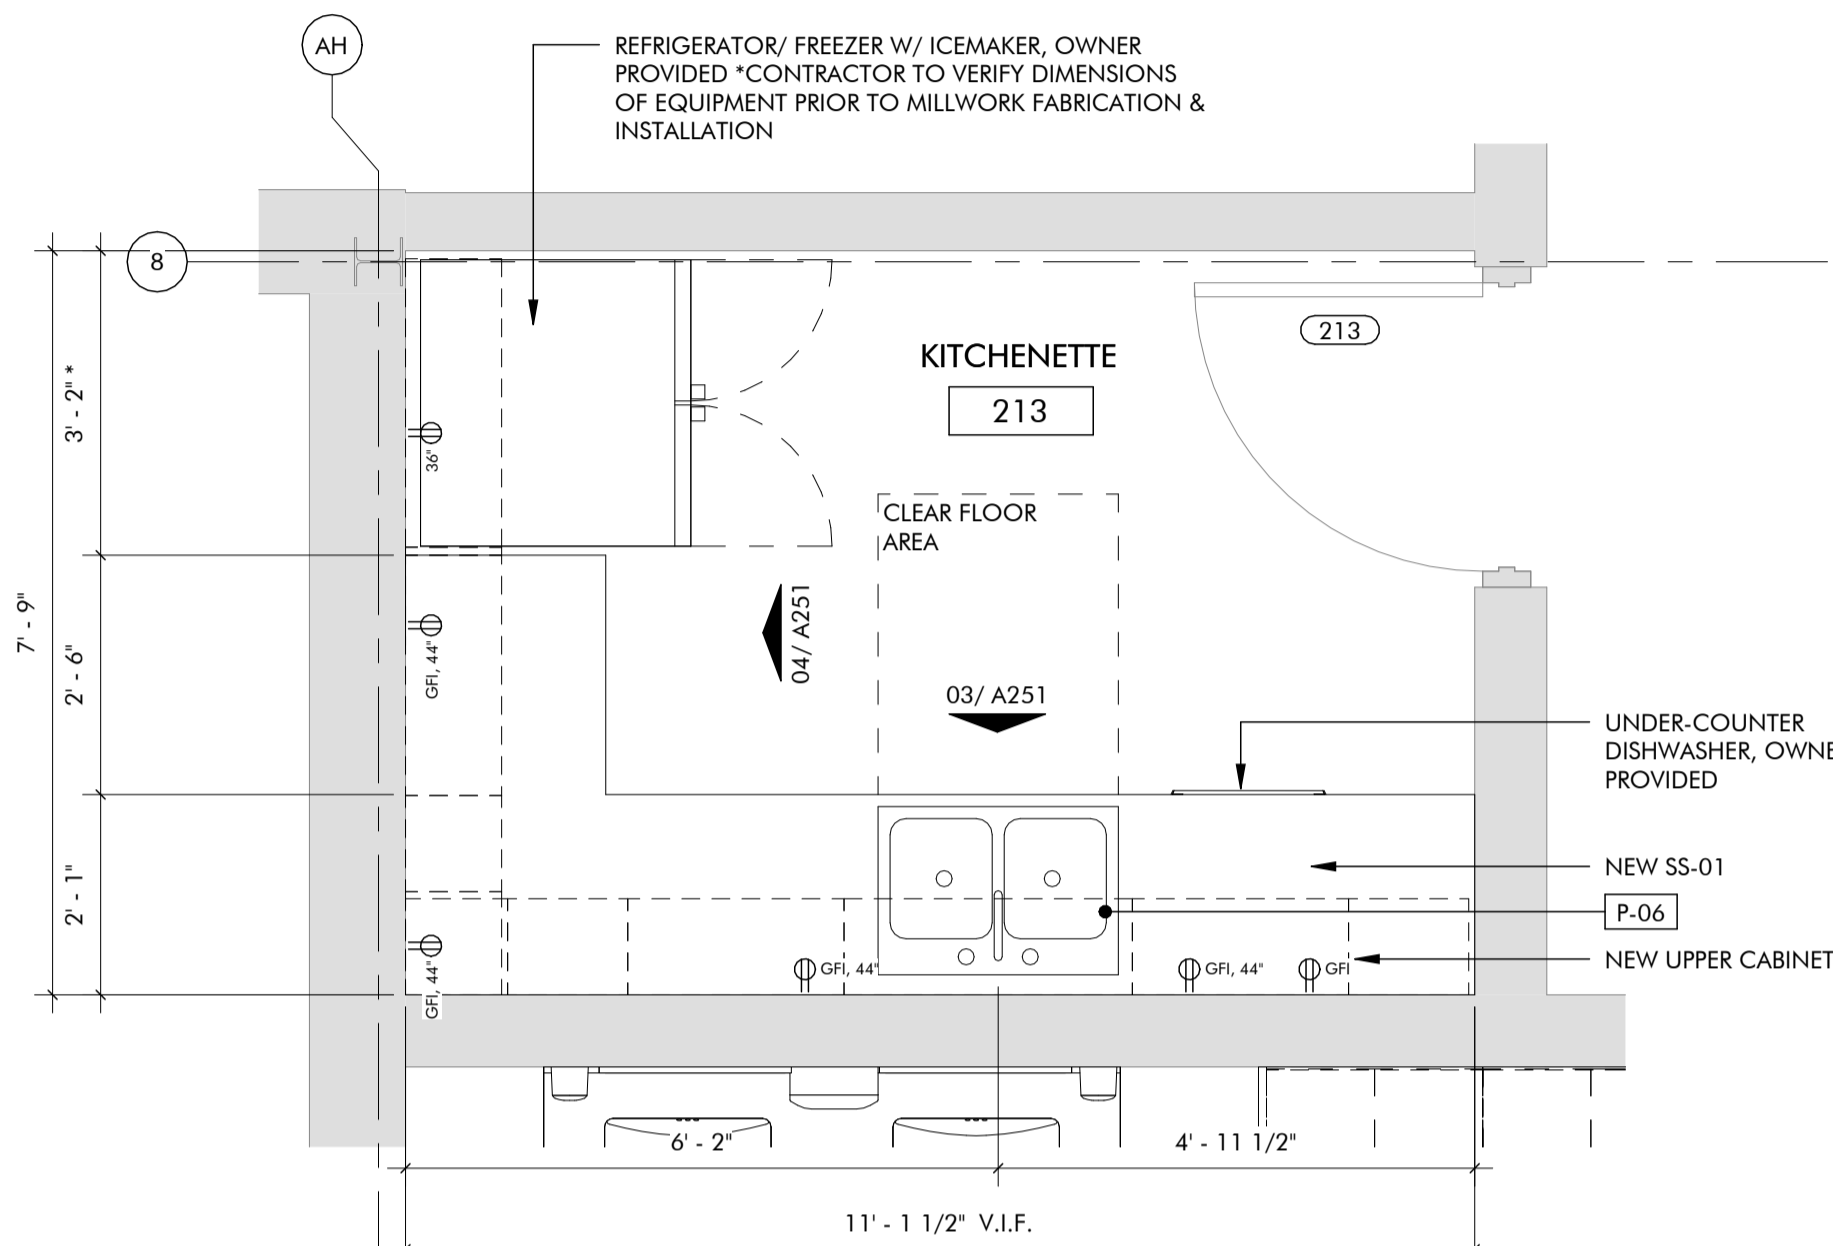 AH
REFRIGERATOR/ FREEZER W/ ICEMAKER, OWNER
PROVIDED *CONTRACTOR TO VERIFY DIMENSIONS
OF EQUIPMENT PRIOR TO MILLWORK FABRICATION &
INSTALLATION
8
213
KITCHENETTE
213
3' - 2" *
36"
CLEAR FLOOR
AREA
7' - 9"
2' - 6"
GFI, 44"
04/ A251
03/ A251
UNDER-COUNTER
DISHWASHER, OWNE
PROVIDED
NEW SS-01
2' - 1"
P-06
NEW UPPER CABINET
GFI, 44"
GFI, 44"
GFI, 44"
GFI
6' - 2"
4' - 11 1/2"
11' - 1 1/2" V.I.F.